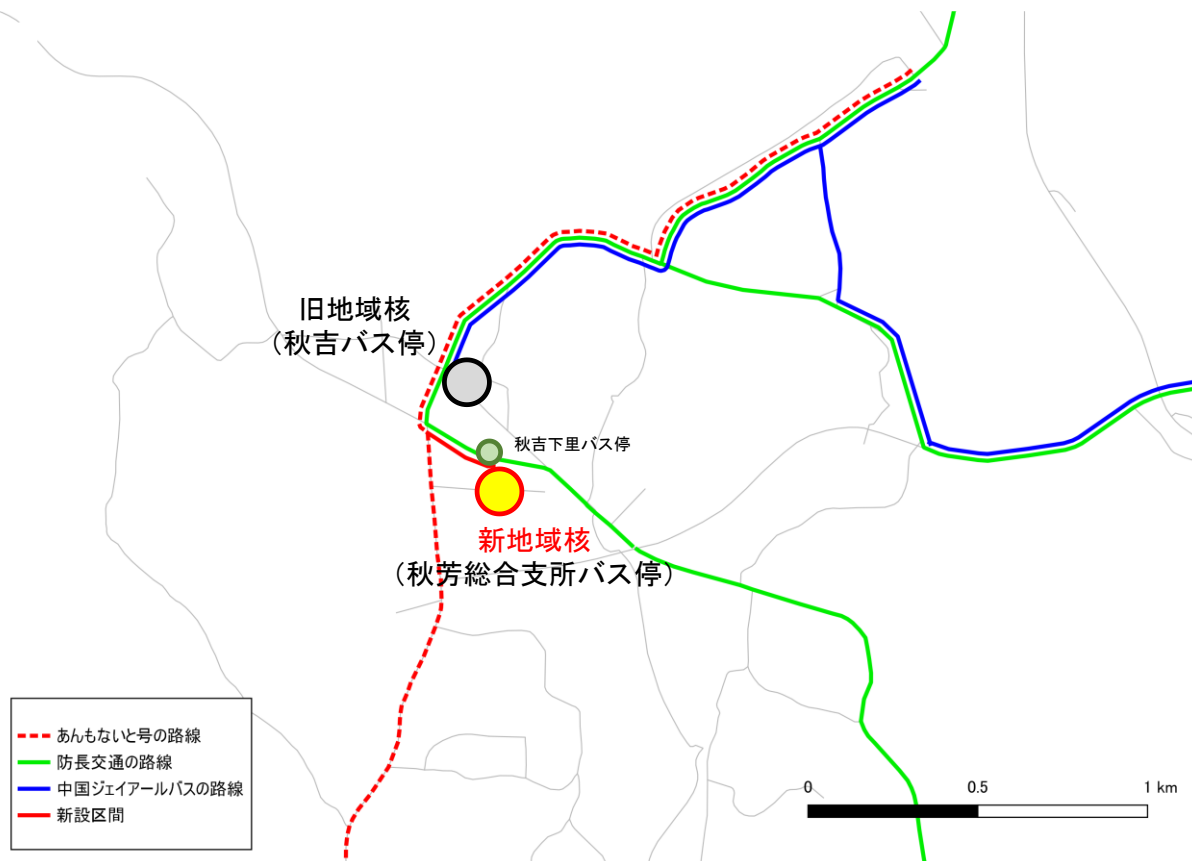 旧地域核
（秋吉バス停）
秋吉下里バス停
新地域核
（秋芳総合支所バス停）
あんもないと号の路線
防長交通の路線
中国ジェイアールバスの路線
新設区間
0 0.5 1 km